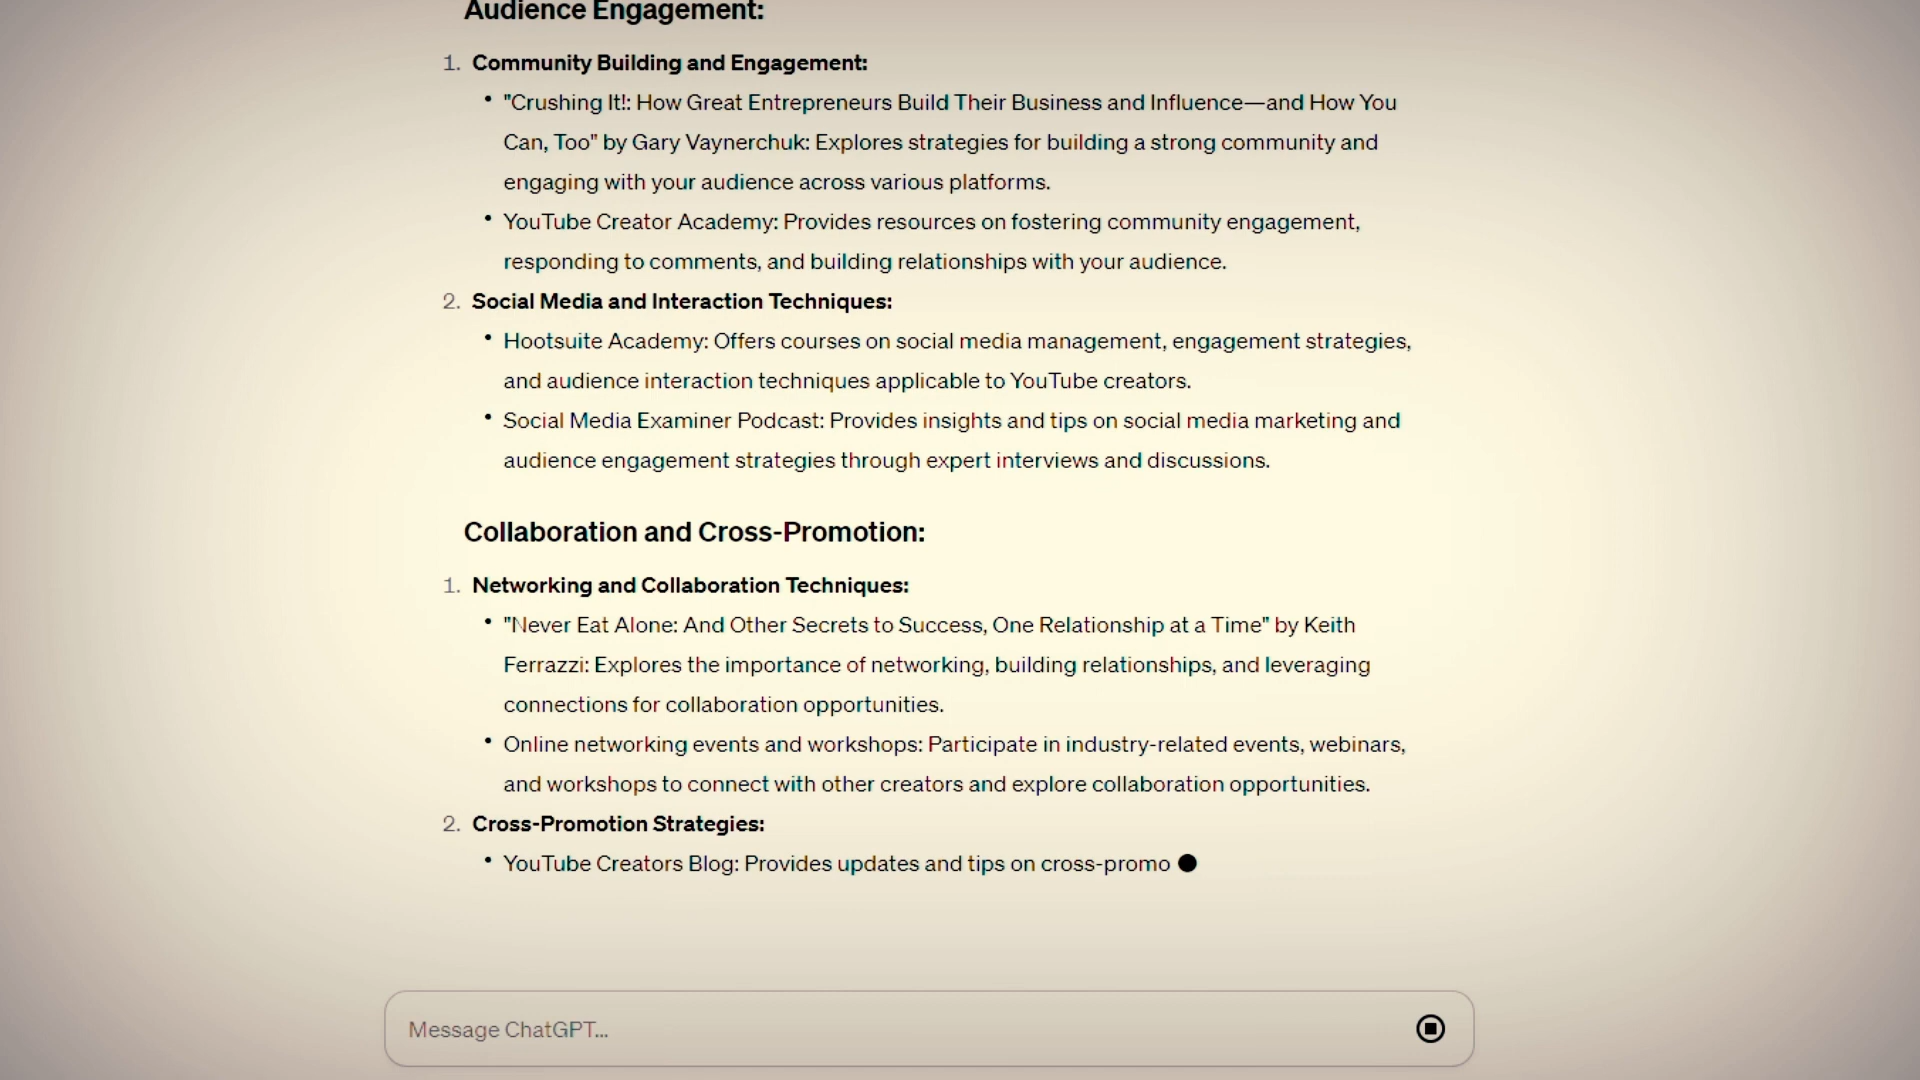 Audience Engagement:
1. Community Building and Engagement:
• "Crushing It!: How Great Entrepreneurs Build Their Business and Influence—and How You
Can, Too" by Gary Vaynerchuk: Explores strategies for building a strong community and
engaging with your audience across various platforms.
• YouTube Creator Academy: Provides resources on fostering community engagement,
responding to comments, and building relationships with your audience.
2. Social Media and Interaction Techniques:
• Hootsuite Academy: Offers courses on social media management, engagement strategies,
and audience interaction techniques applicable to YouTube creators.
• Social Media Examiner Podcast: Provides insights and tips on social media marketing and
audience engagement strategies through expert interviews and discussions.
Collaboration and Cross-Promotion:
1. Networking and Collaboration Techniques:
• "Never Eat Alone: And Other Secrets to Success, One Relationship at a Time" by Keith
Ferrazzi: Explores the importance of networking, building relationships, and leveraging
connections for collaboration opportunities.
• Online networking events and workshops: Participate in industry-related events, webinars,
and workshops to connect with other creators and explore collaboration opportunities.
2. Cross-Promotion Strategies:
• YouTube Creators Blog: Provides updates and tips on cross-promo
Message ChatGPT...